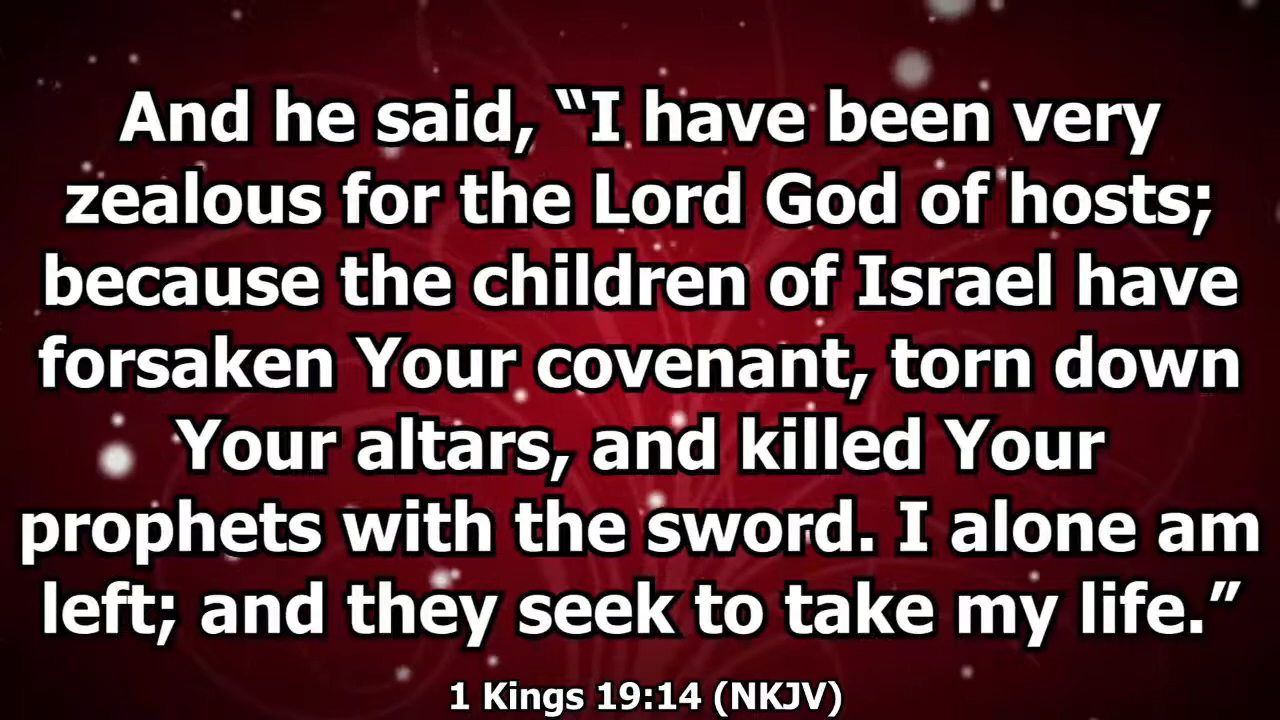 And he said, “I have been very
zealous for the Lord God of hosts;
because the children of Israel have
forsaken Your covenant, torn down
Your altars, and killed Your
prophets with the sword. I alone am
left; and they seek to take my life.”
1 Kings 19:14 (NKJV)